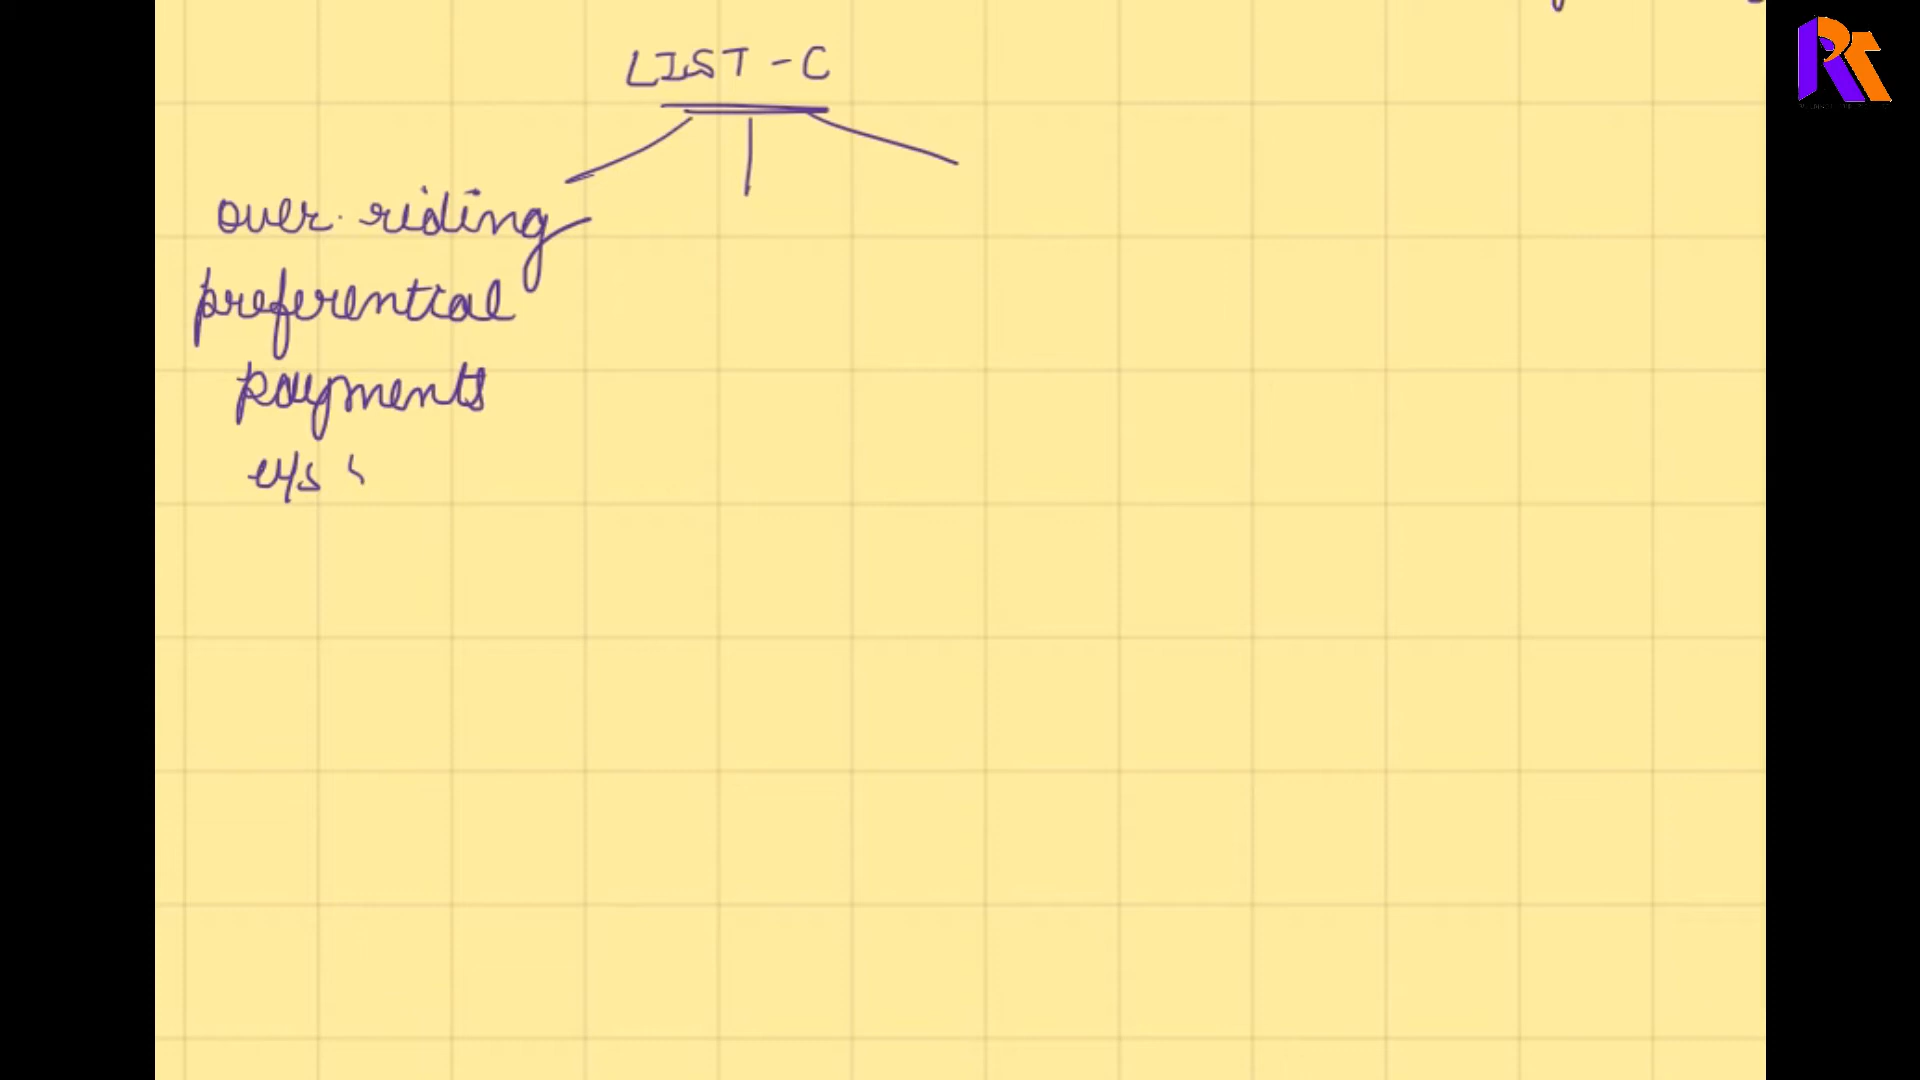 LIST - C
over riding
preferential
payments
u/s